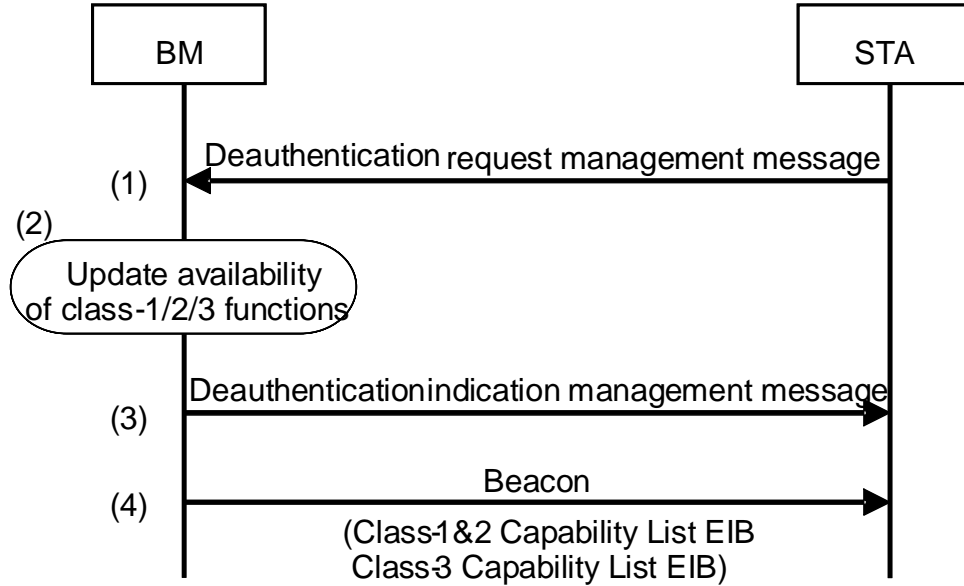 BM
STA
Deauthentication request management message
(1)
(2)
Update availability
of class-1/2/3 functions
Deauthenticationindication management message
(3)
Beacon
(4)
(Class-1&2 Capability List EIB
Class-3 Capability List EIB)